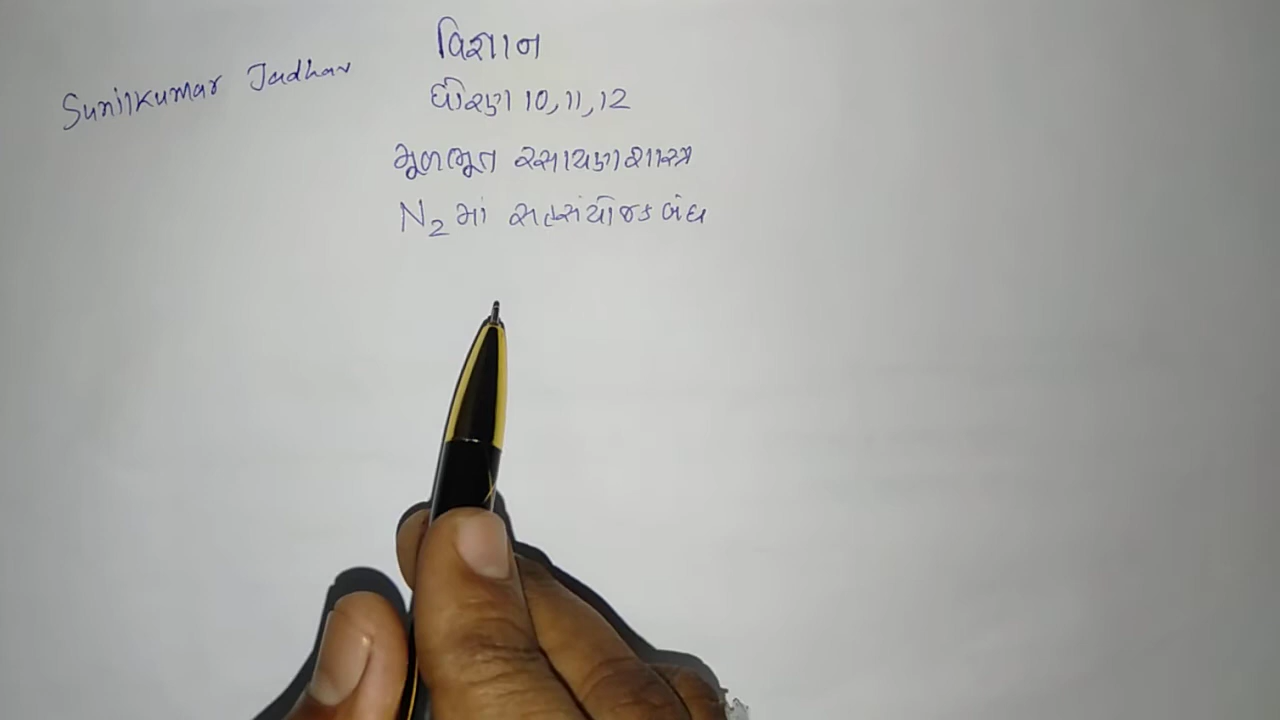 Sunilkumar Jadhav
વિજ્ઞાન
ધોરણ 10, 11, 12
મૂળભૂત રસાયણશાસ્ત્ર
N2 માં સહસંયોજક બંધ